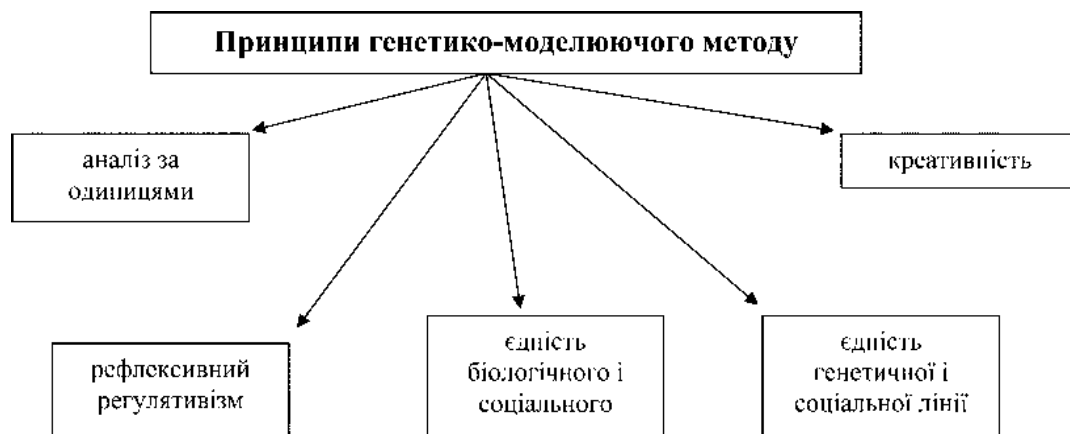 Принципи генетико-моделюючого методу
аналіз за
одиницями
креативність
рефлексивний
регулятивізм
єдність
біологічного і
соціального
єдність
генетичної і
соціальної лінії